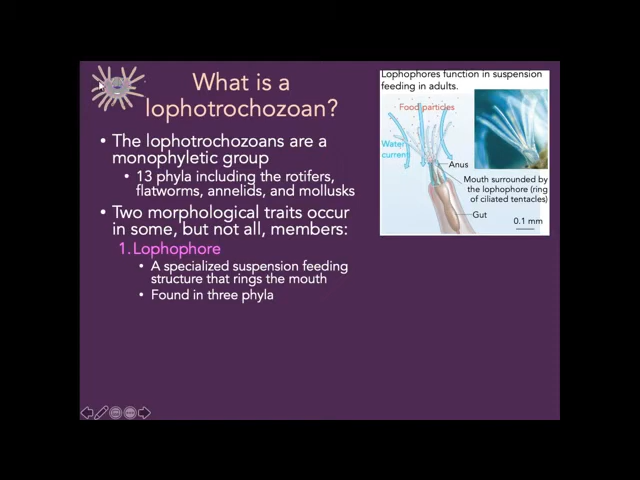 What is a
lophotrochozoan?
• The lophotrochozoans are a
monophyletic group
• 13 phyla including the rotifers,
flatworms, annelids, and mollusks
• Two morphological traits occur
in some, but not all, members:
1. Lophophore
• A specialized suspension feeding
structure that rings the mouth
• Found in three phyla
Lophophores function in suspension
feeding in adults.
Food particles
Water
current
Anus
Mouth surrounded by
the lophophore (ring
of ciliated tentacles)
Gut
0.1 mm